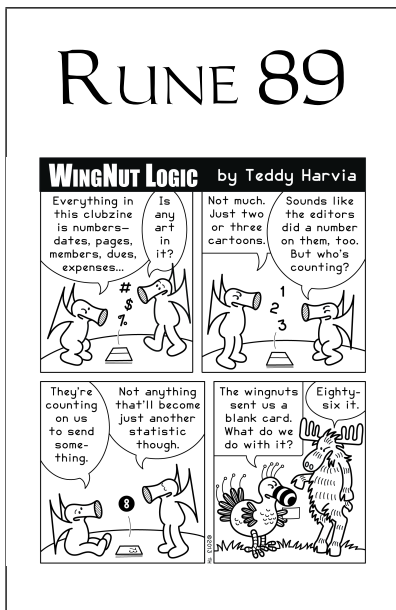 RUNE 89
WINGNUT LOGIC by Teddy Harvia
Everything in
this clubzine
is numbers—
dates, pages,
members, dues,
expenses...
Is
any
art
in
it?
#
$
%
Not much.
Just two
or three
cartoons.
Sounds like
the editors
did a number
on them, too.
But who's
counting?
1
2
3
They're
counting
on us
to send
some-
thing.
Not anything
that'll become
just another
statistic
though.
8
The wingnuts
sent us a
blank card.
What do we
do with it?
Eighty-
six it.
©2013 TH